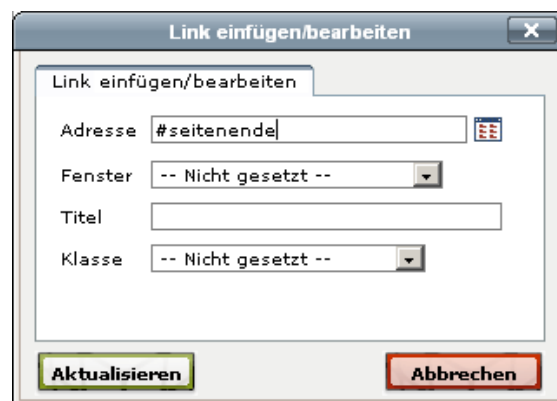 Link einfügen/bearbeiten
Link einfügen/bearbeiten
Adresse #seitenende
Fenster -- Nicht gesetzt --
Titel
Klasse -- Nicht gesetzt --
Aktualisieren Abbrechen